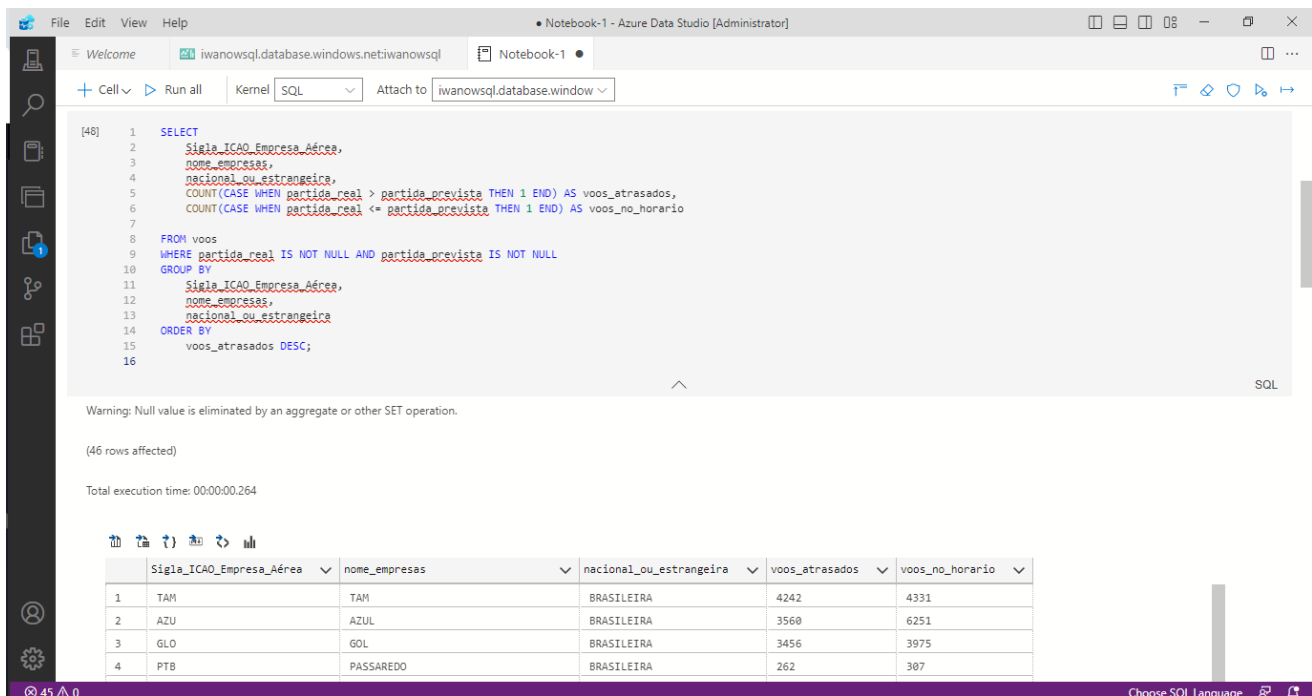 File Edit View Help ● Notebook-1 - Azure Data Studio [Administrator]
Welcome iwanowsql.database.windows.net:iwanowsql Notebook-1 ●
Cell Run all Kernel SQL Attach to iwanowsql.database.window
[48] 1 SELECT
2 Sigla_ICAO_Empresa_Aérea,
3 nome_empresas,
4 nacional_ou_estrangeira,
5 COUNT(CASE WHEN partida_real > partida_prevista THEN 1 END) AS voos_atrasados,
6 COUNT(CASE WHEN partida_real <= partida_prevista THEN 1 END) AS voos_no_horario
7
8 FROM voos
9 WHERE partida_real IS NOT NULL AND partida_prevista IS NOT NULL
10 GROUP BY
11 Sigla_ICAO_Empresa_Aérea,
12 nome_empresas,
13 nacional_ou_estrangeira
14 ORDER BY
15 voos_atrasados DESC;
16
SQL
Warning: Null value is eliminated by an aggregate or other SET operation.
(46 rows affected)
Total execution time: 00:00:00.264
Sigla_ICAO_Empresa_Aérea nome_empresas nacional_ou_estrangeira voos_atrasados voos_no_horario
1 TAM TAM BRASILEIRA 4242 4331
2 AZU AZUL BRASILEIRA 3560 6251
3 GLO GOL BRASILEIRA 3456 3975
4 PTB PASSAREDO BRASILEIRA 262 307
1
45 0 Choose SQL Language